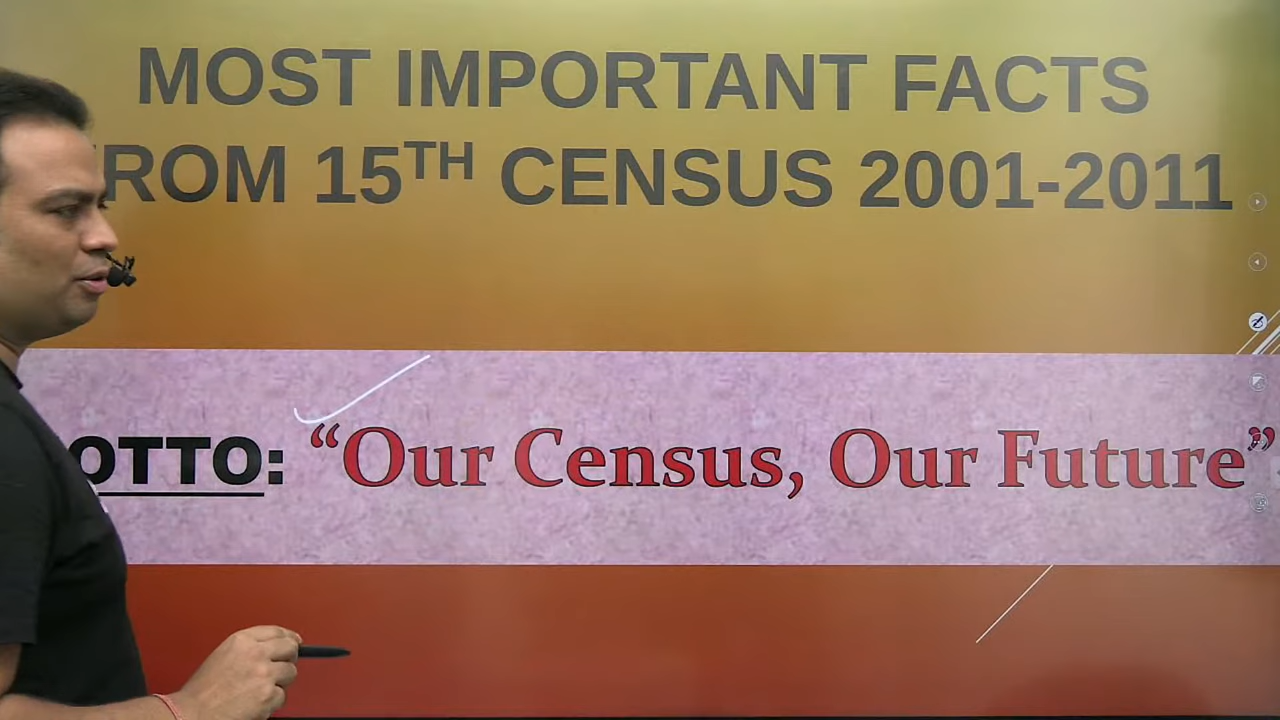 MOST IMPORTANT FACTS
ROM 15TH CENSUS 2001-2011
OTTO: “Our Census, Our Future”